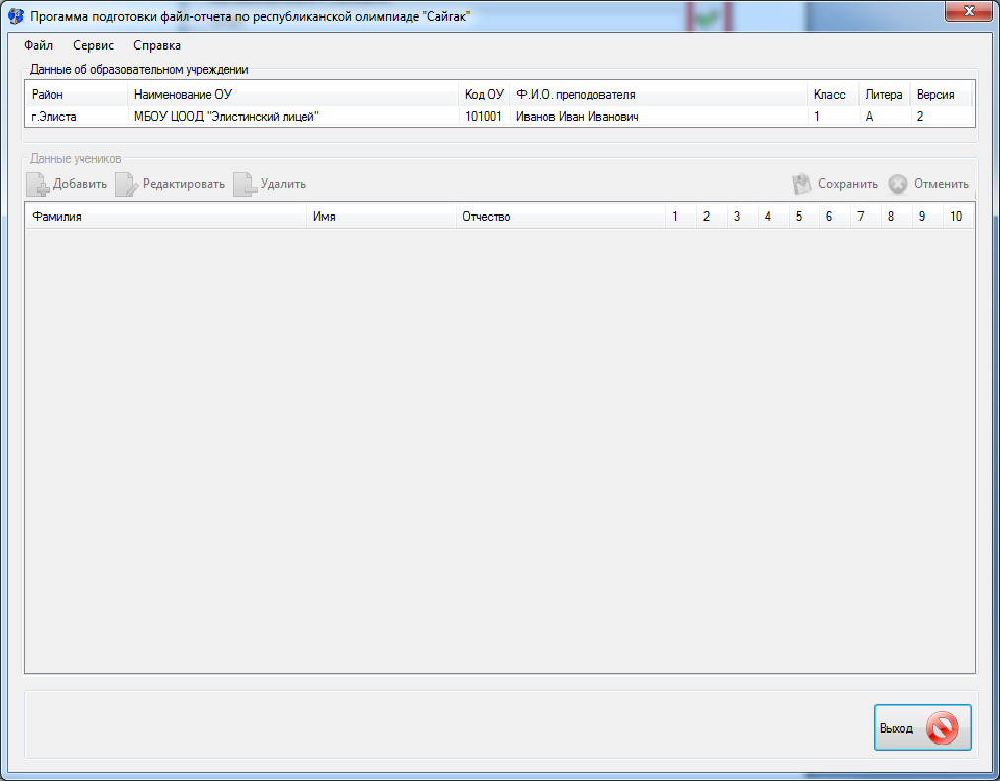 Прогамма подготовки файл-отчета по республиканской олимпиаде "Сайгак"
Файл Сервис Справка
Данные об образовательном учреждении
Район Наименование ОУ Код ОУ Ф.И.О. преподователя Класс Литера Версия
г.Элиста МБОУ ЦООД "Элистинский лицей" 101001 Иванов Иван Иванович 1 А 2
Данные учеников
Добавить Редактировать Удалить Сохранить Отменить
Фамилия Имя Отчество 1 2 3 4 5 6 7 8 9 10
Выход